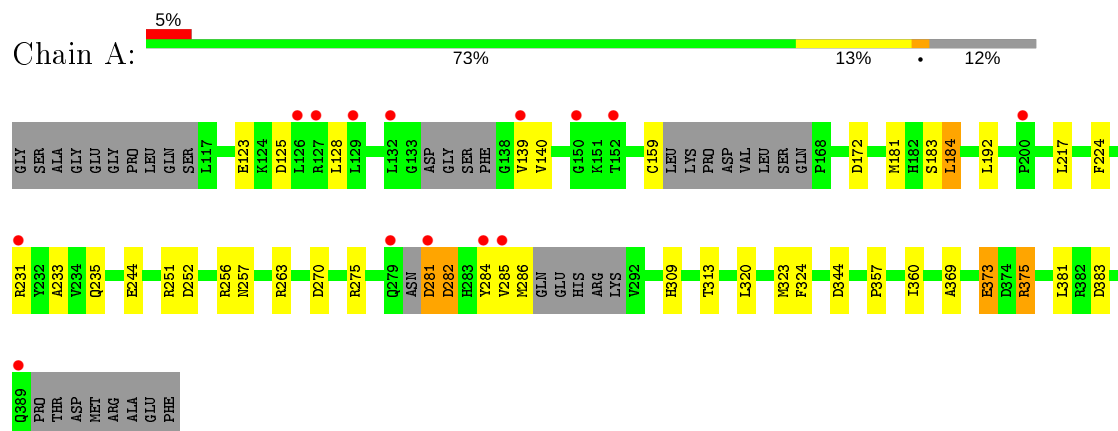 5%
Chain A:
73% 13% • 12%
GLY SER ALA GLY GLU GLY PRO LEU GLN SER L117 E123 K124 D125 L126 R127 L128 L129 L132 G133 ASP GLY SER PHE G138 V139 V140 G150 K151 T152 C159 LEU LYS PRO ASP VAL LEU SER GLN P168 D172 M181 H182 S183 L184 L192 P200 L217 F224
R231 Y232 A233 V234 Q235 E244 R251 D252 R256 N257 R263 D270 R275 Q279 ASN D281 D282 H283 Y284 V285 M286 GLN GLU HIS ARG LYS V292 H309 T313 L320 M323 F324 D344 P357 I360 A369 E373 D374 R375 L381 R382 D383
Q389 PRO THR ASP MET ARG ALA GLU PHE